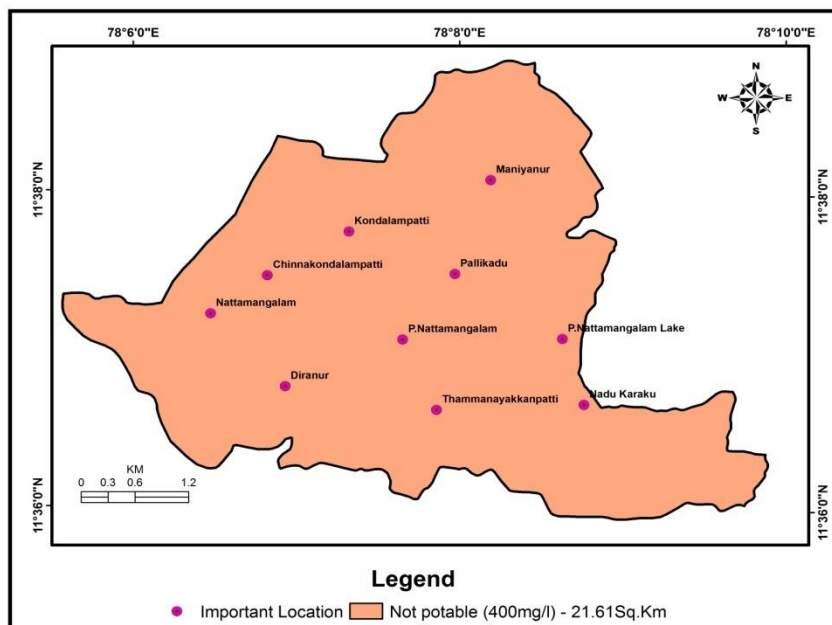 78°6'0"E 78°8'0"E 78°10'0"E
N
W E
S
11°38'0"N 11°38'0"N
Maniyanur
Kondalampatti
Chinnakondalampatti Pallikadu
Nattamangalam
P.Nattamangalam P.Nattamangalam Lake
Diranur
Thammanayakkanpatti Nadu Karaku
KM
0 0.3 0.6 1.2
11°36'0"N 11°36'0"N
Legend
Important Location Not potable (400mg/l) - 21.61Sq.Km